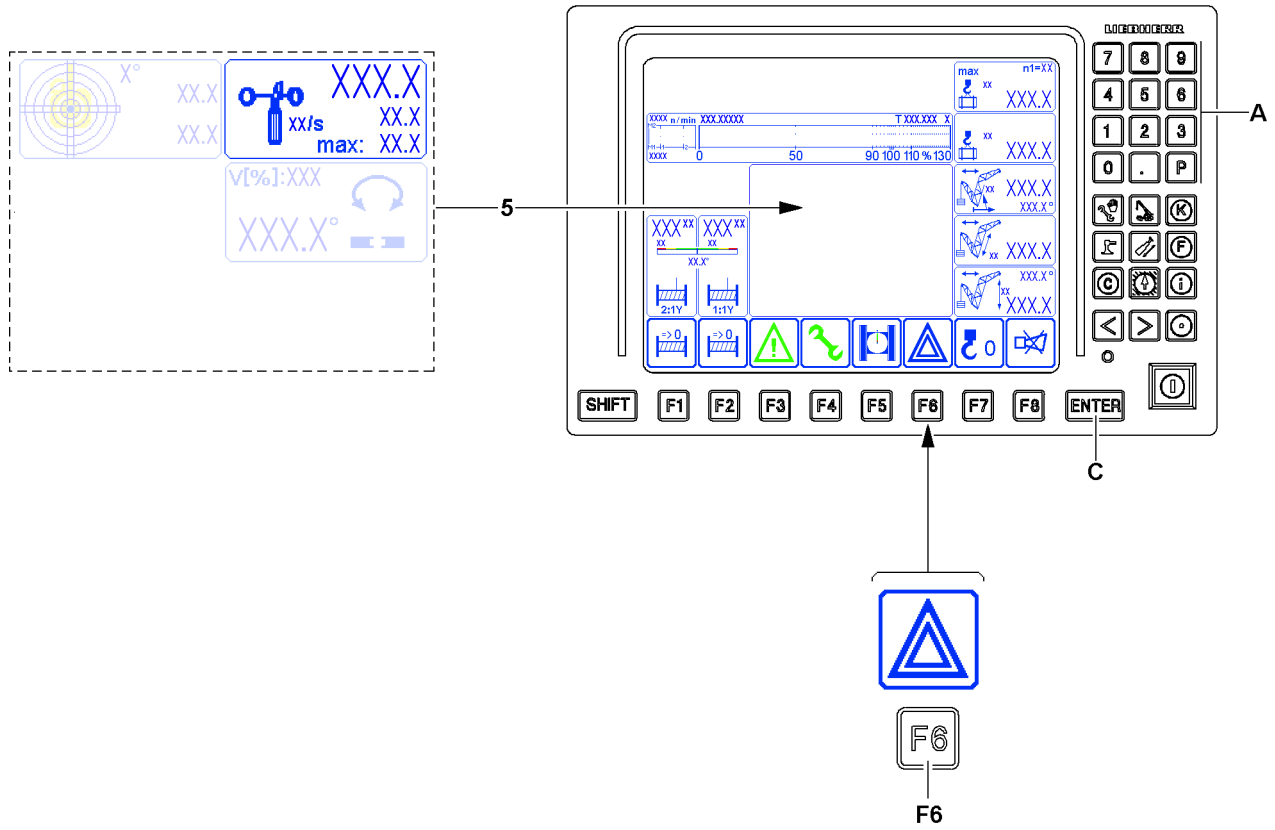 X°
XX.X
XX.X
XXX.X
XX.X
xx/s
max: XX.X
V[%]:XXX
XXX.X°
5
LIEBHERR
7 8 9
4 5 6
1 2 3
0 . P
A
K
F
C i
< >
max n1=XX
xx
XXX.X
XXXX n/min XXX.XXXXX T XXX.XXX X
XXXX 0 50 90 100 110 % 130
xx
XXX.X
xx XXX.X
XXX.X°
xx XXX.X
XXX.X°
xx
XXX.X
XXX xx XXX xx
xx xx
XX.X°
2:1Y 1:1Y
=> 0 => 0 ! 0
SHIFT F1 F2 F3 F4 F5 F6 F7 F8 ENTER
C
F6
F6